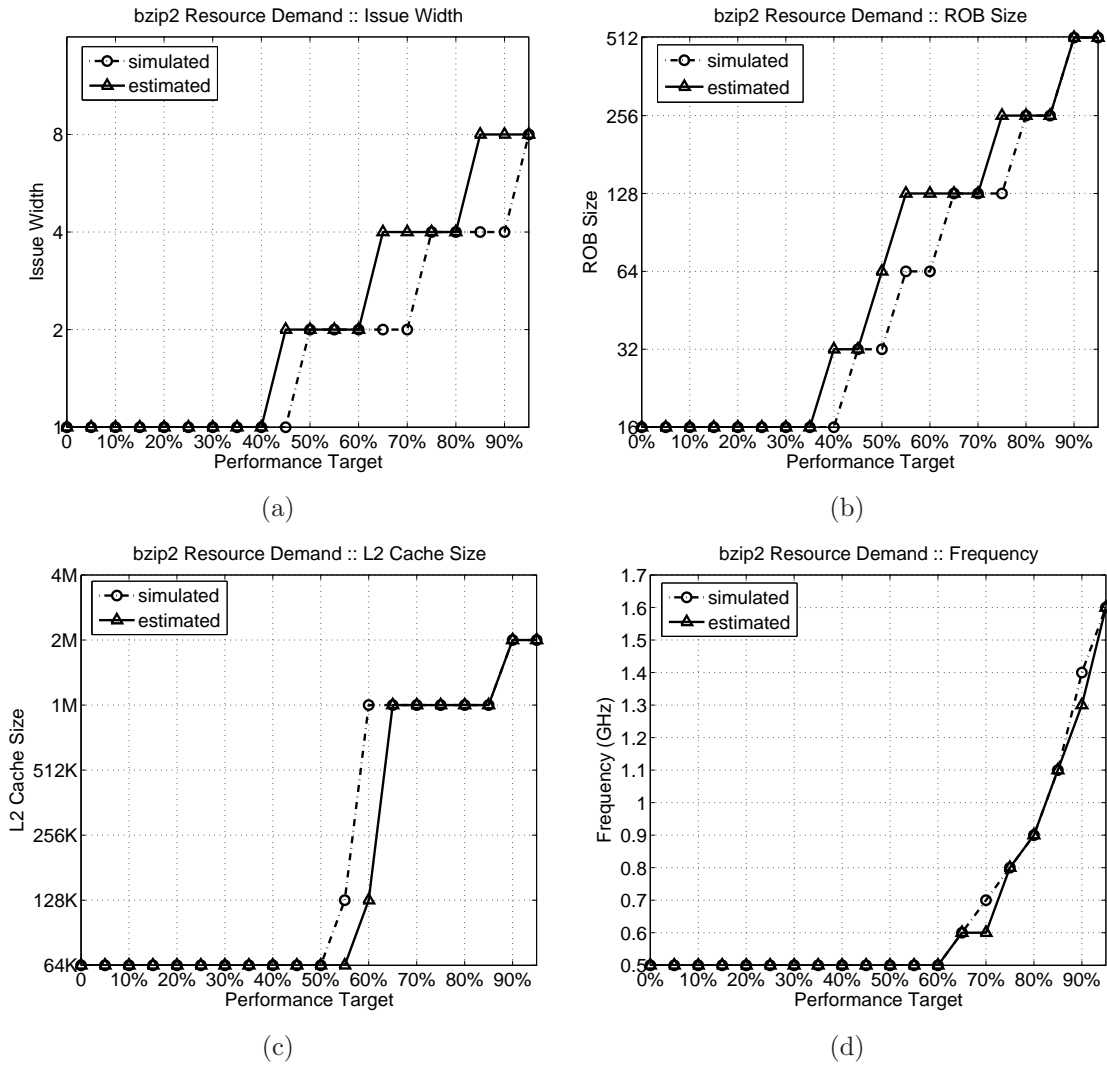 bzip2 Resource Demand :: Issue Width
simulated
estimated
8
4
2
1
Issue Width
0 10% 20% 30% 40% 50% 60% 70% 80% 90%
Performance Target
(a)
bzip2 Resource Demand :: ROB Size
simulated
estimated
512
256
128
64
32
16
ROB Size
0% 10% 20% 30% 40% 50% 60% 70% 80% 90%
Performance Target
(b)
bzip2 Resource Demand :: L2 Cache Size
simulated
estimated
4M
2M
1M
512K
256K
128K
64K
L2 Cache Size
0 10% 20% 30% 40% 50% 60% 70% 80% 90%
Performance Target
(c)
bzip2 Resource Demand :: Frequency
simulated
estimated
1.7
1.6
1.5
1.4
1.3
1.2
1.1
1
0.9
0.8
0.7
0.6
0.5
Frequency (GHz)
0% 10% 20% 30% 40% 50% 60% 70% 80% 90%
Performance Target
(d)